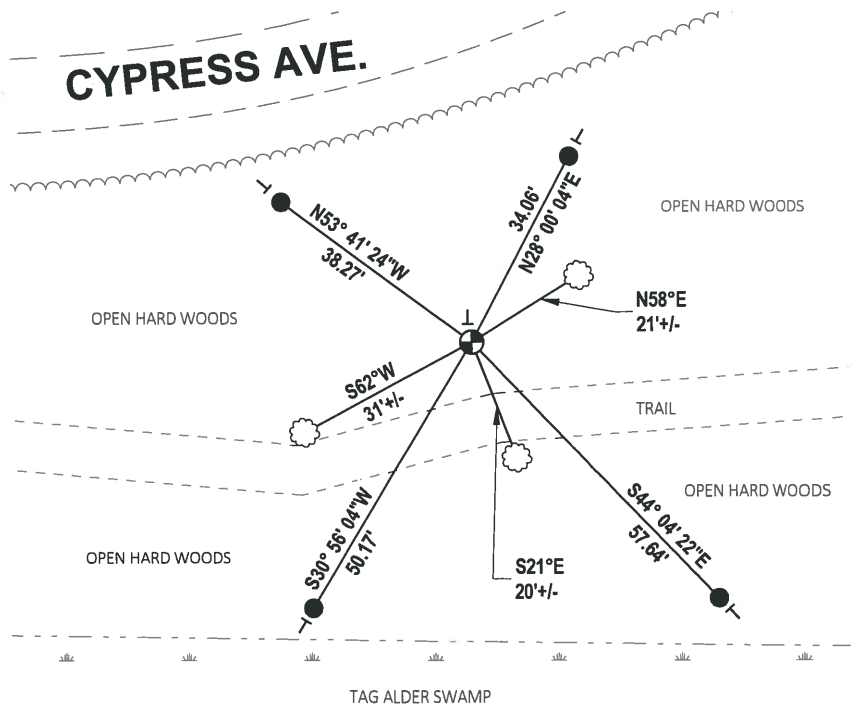 CYPRESS AVE.
34.06'
N28° 00' 04"E
OPEN HARD WOODS
N53° 41' 24"W
38.27'
N58°E
21'+/-
OPEN HARD WOODS
S62°W
31'+/-
TRAIL
S44° 04' 22"E
57.64'
OPEN HARD WOODS
S30° 56' 04"W
50.17'
OPEN HARD WOODS
S21°E
20'+/-
TAG ALDER SWAMP